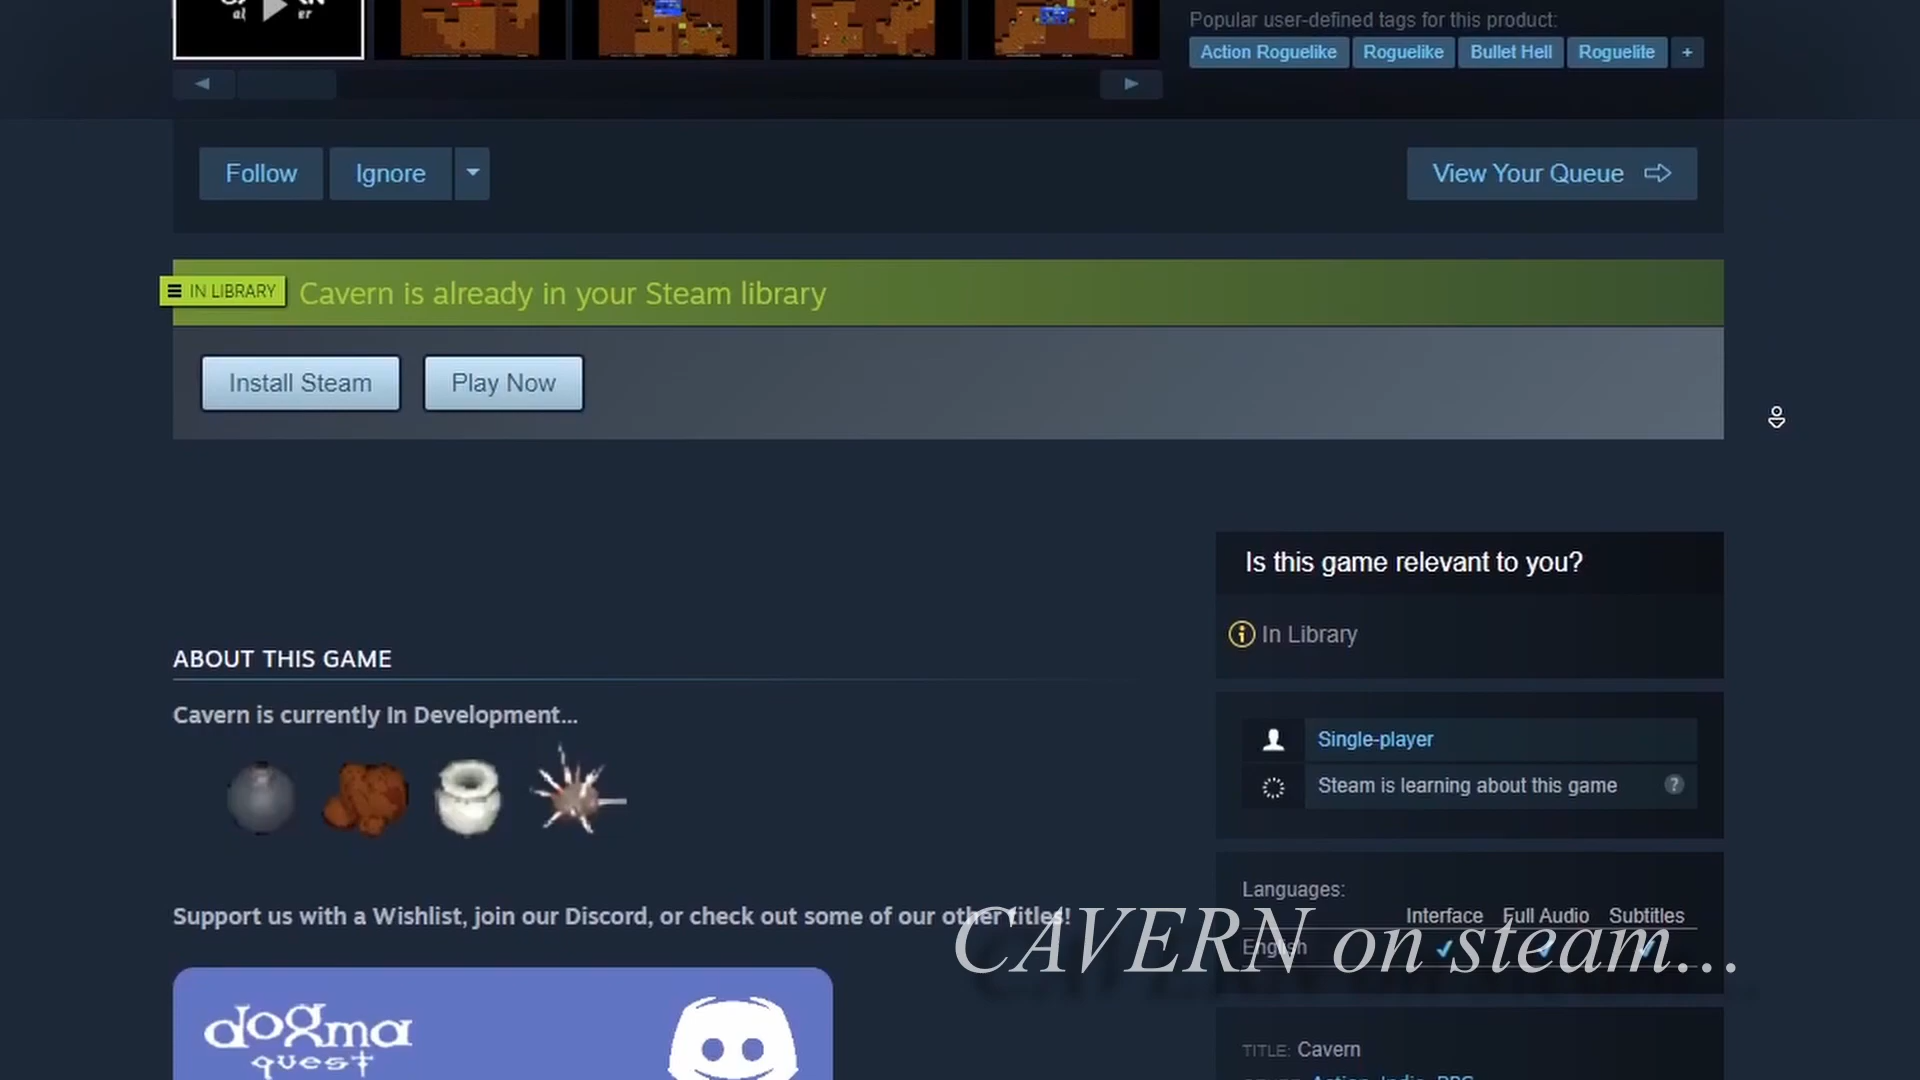 Popular user-defined tags for this product:
Action Roguelike Roguelike Bullet Hell Roguelite +
Follow Ignore View Your Queue
IN LIBRARY Cavern is already in your Steam library
Install Steam Play Now
Is this game relevant to you?
In Library
ABOUT THIS GAME
Cavern is currently In Development...
Single-player
Steam is learning about this game ?
Support us with a Wishlist, join our Discord, or check out some of our other titles!
Languages:
Interface Full Audio Subtitles
English
CAVERN on steam...
dogma
quest
TITLE: Cavern
Action, Indie, RPG